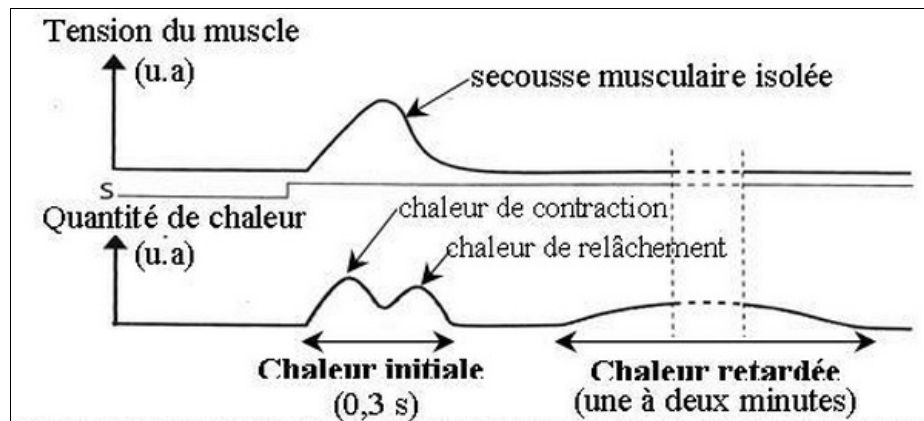 Tension du muscle
(u.a)
secousse musculaire isolée
S
Quantité de chaleur
(u.a)
chaleur de contraction
chaleur de relâchement
Chaleur initiale
(0,3 s)
Chaleur retardée
(une à deux minutes)